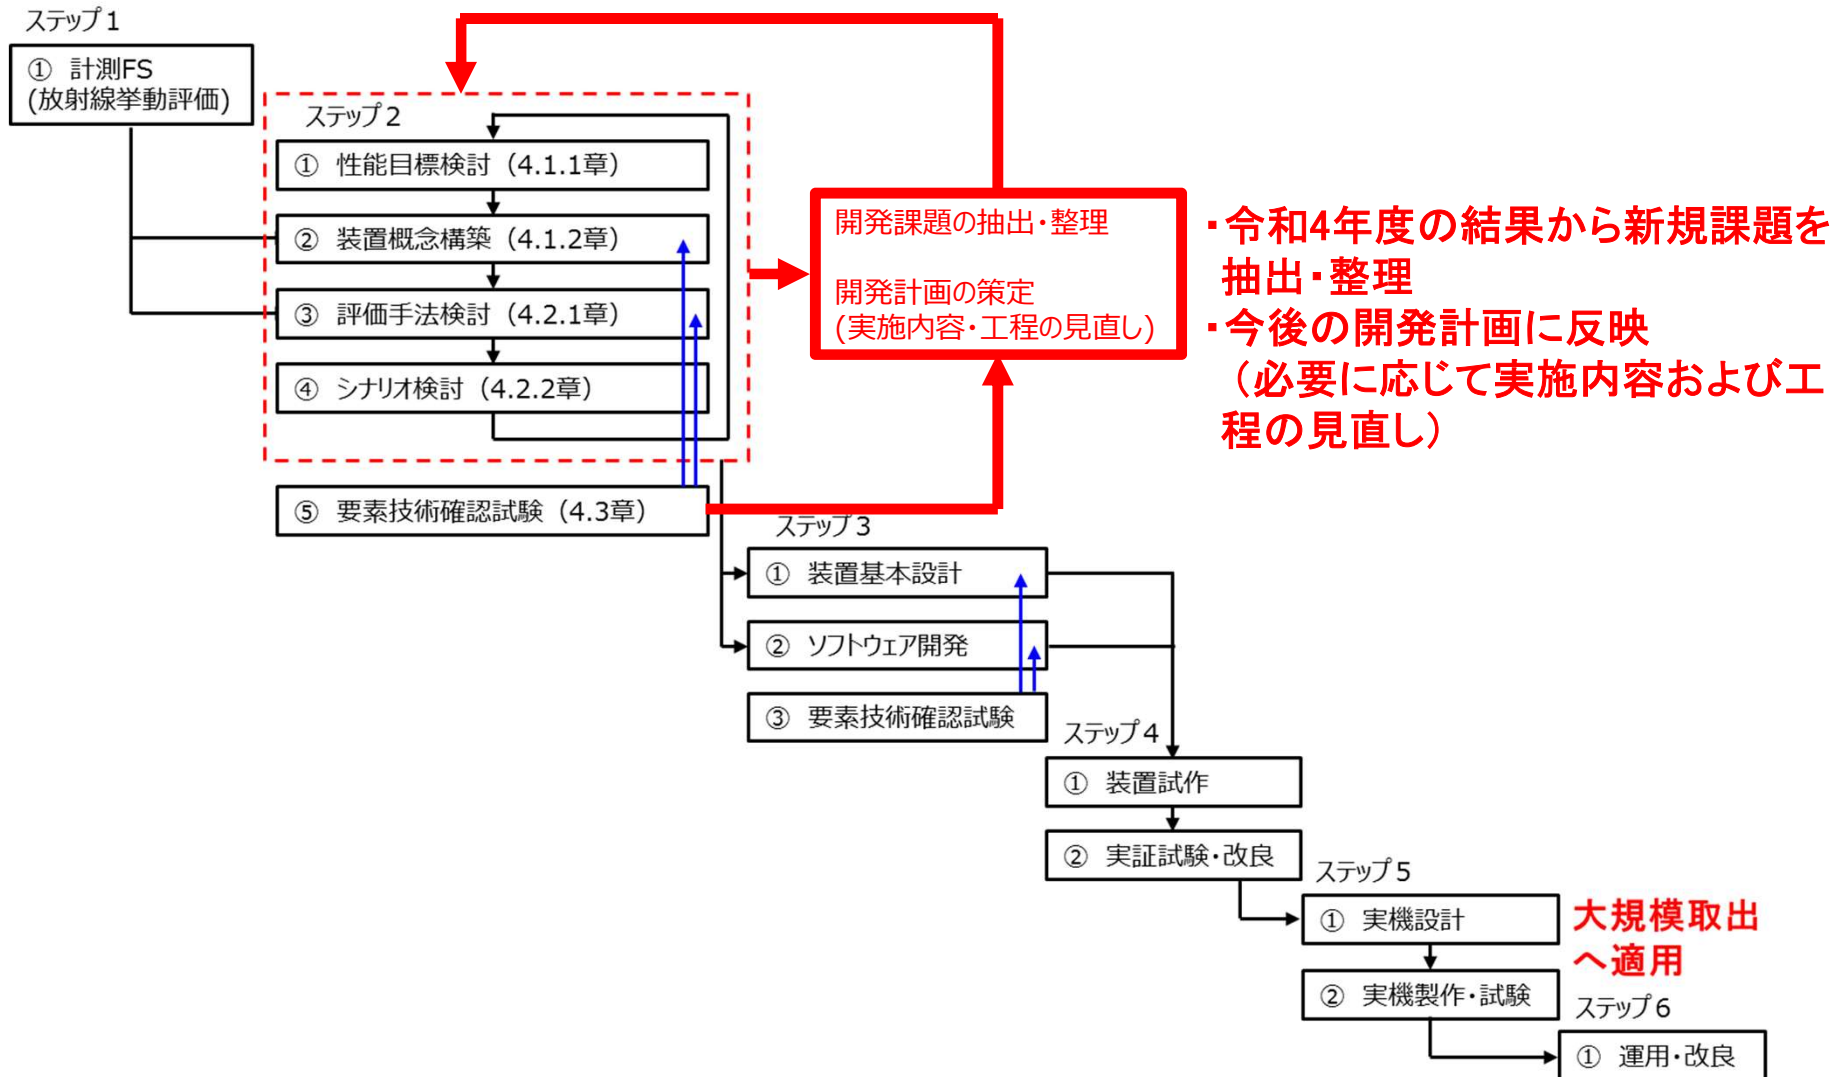 ステップ1
① 計測FS
(放射線挙動評価)
ステップ2
① 性能目標検討（4.1.1章）
② 装置概念構築（4.1.2章）
③ 評価手法検討（4.2.1章）
④ シナリオ検討（4.2.2章）
⑤ 要素技術確認試験（4.3章）
開発課題の抽出・整理
開発計画の策定
(実施内容・工程の見直し)
・令和4年度の結果から新規課題を
抽出・整理
・今後の開発計画に反映
（必要に応じて実施内容および工
程の見直し）
ステップ3
① 装置基本設計
② ソフトウェア開発
③ 要素技術確認試験
ステップ4
① 装置試作
② 実証試験・改良
ステップ5
① 実機設計
② 実機製作・試験
大規模取出
へ適用
ステップ6
① 運用・改良